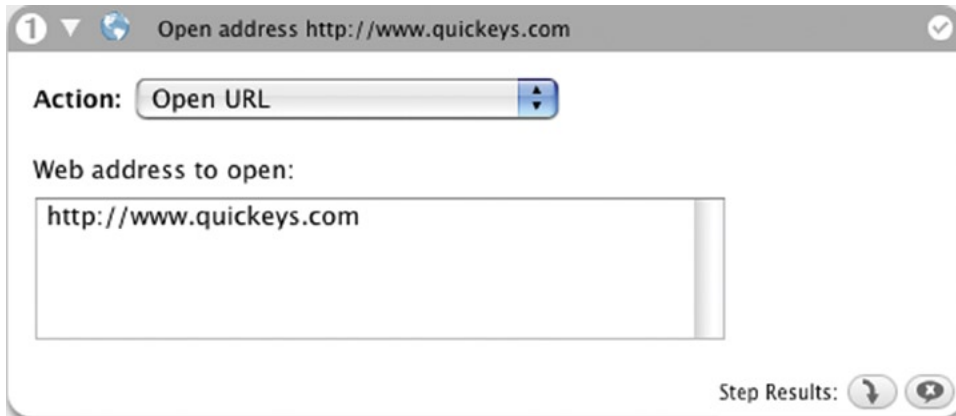 1 Open address http://www.quickeys.com
Action: Open URL
Web address to open:
http://www.quickeys.com
Step Results: